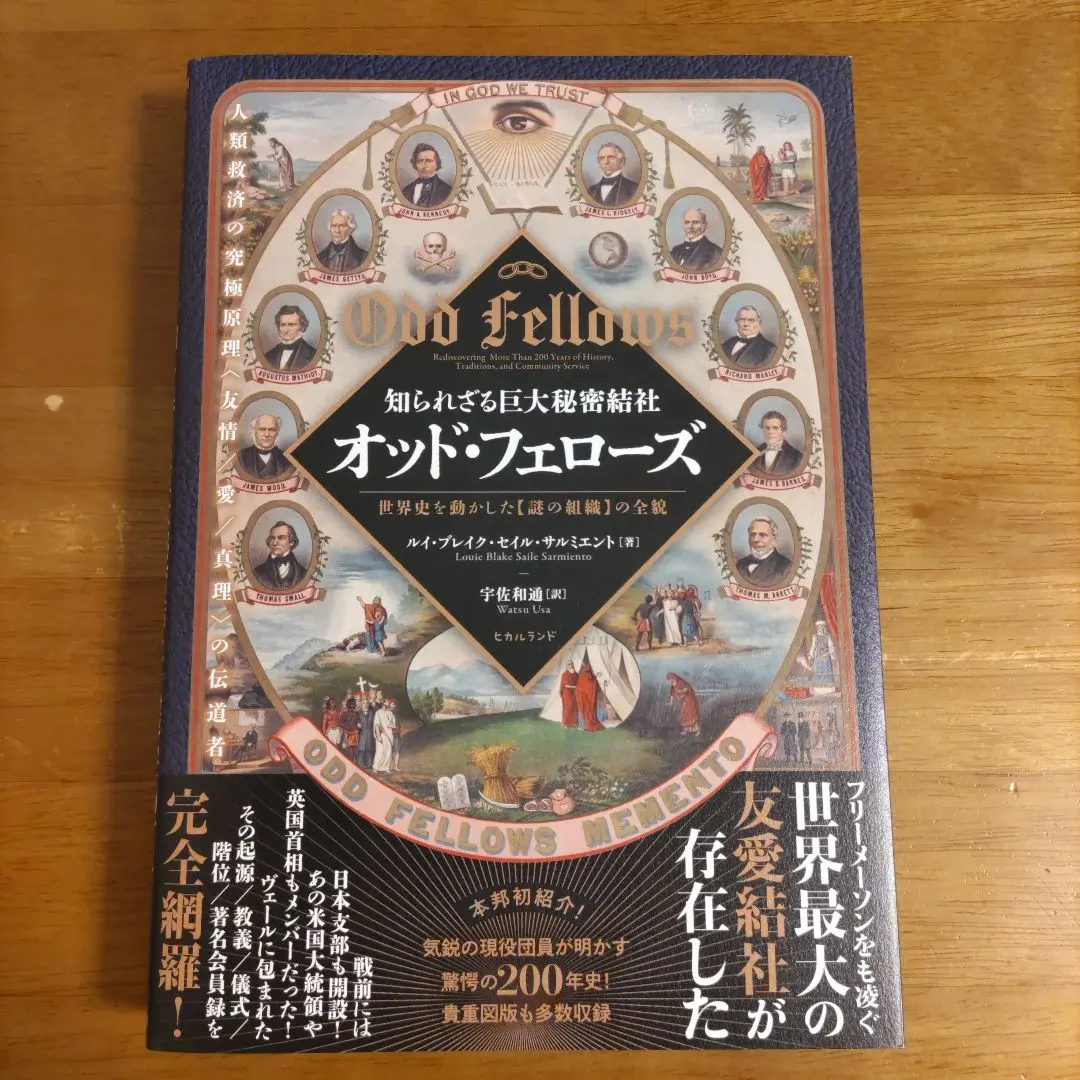 IN GOD WE TRUST
HOLY BIBLE
JOHN A. KENNEDY.
JAMES L. RIDGELY.
JAMES GETTYS.
JOHN BOYD.
AUGUSTUS MATHIOT.
RICHARD MARLEY.
JAMES WOOD.
JAMES B. BARNES.
THOMAS SMALL.
人類救済の究極原理〈友情/愛/真理〉の伝道者
Odd Fellows
Rediscovering More Than 200 Years of History,
Traditions, and Community Service
知られざる巨大秘密結社
オッド・フェローズ
世界史を動かした【謎の組織】の全貌
ルイ・ブレイク・セイル・サルミエント[著]
Louie Blake Saile Sarmiento
宇佐和通[訳]
Watsu Usa
ヒカルランド
ODD FELLOWS MEMENTO
フリーメーソンをも凌ぐ
世界最大の
友愛結社が
存在した
本邦初紹介!
気鋭の現役団員が明かす
驚愕の200年史!
貴重図版も多数収録
戦前には
日本支部も開設!
あの米国大統領や
英国首相もメンバーだった!
ヴェールに包まれた
その起源/教義/儀式/
階位/著名会員録を
完全網羅!